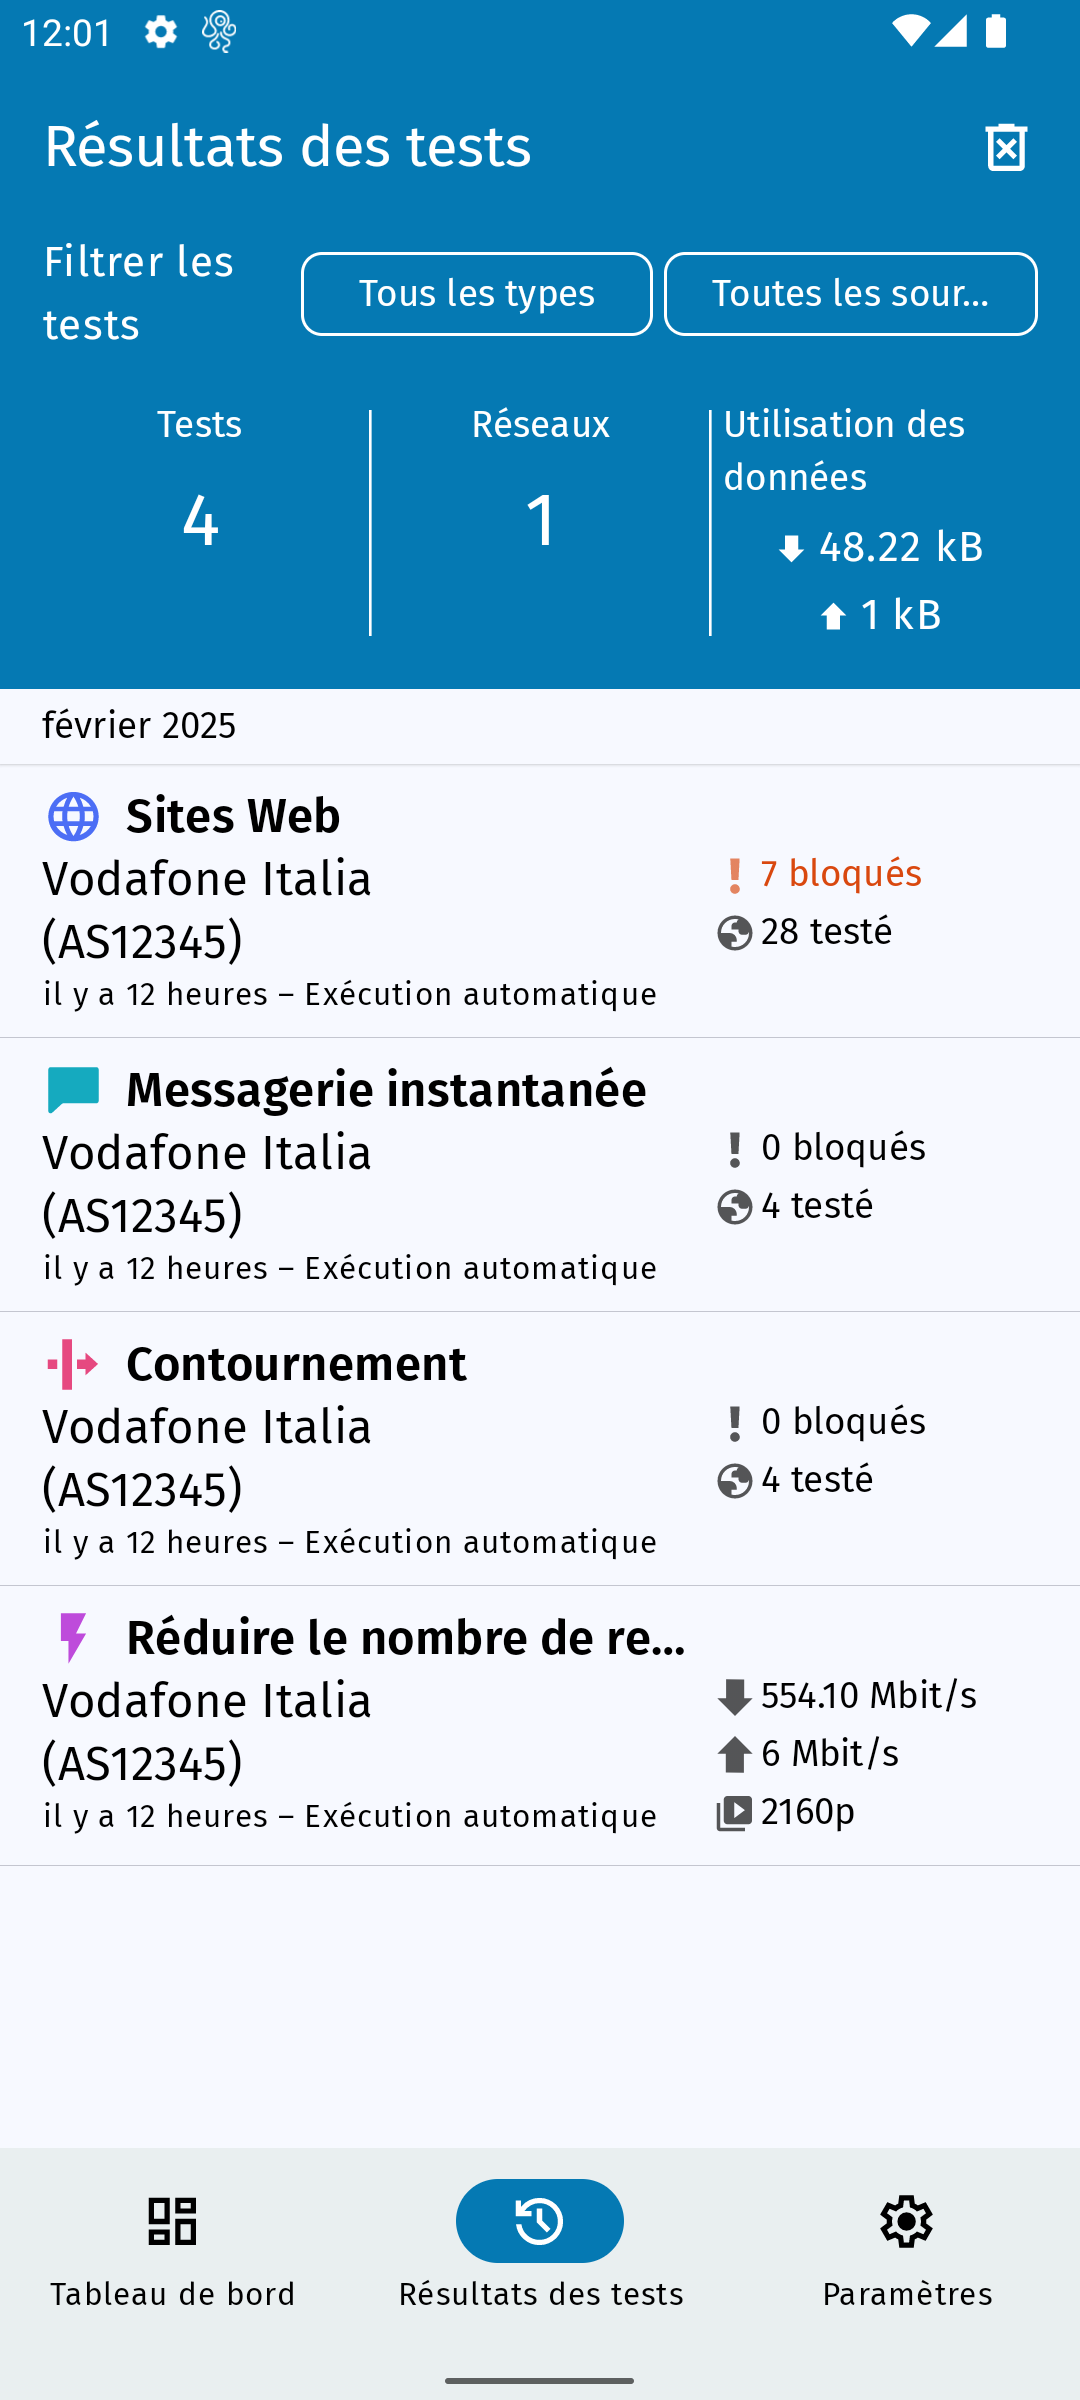 12:01
Résultats des tests
Filtrer les
tests
Tous les types
Toutes les sour...
Tests
4
Réseaux
1
Utilisation des
données
48.22 kB
1 kB
février 2025
Sites Web
Vodafone Italia
(AS12345)
il y a 12 heures – Exécution automatique
7 bloqués
28 testé
Messagerie instantanée
Vodafone Italia
(AS12345)
il y a 12 heures – Exécution automatique
0 bloqués
4 testé
Contournement
Vodafone Italia
(AS12345)
il y a 12 heures – Exécution automatique
0 bloqués
4 testé
Réduire le nombre de re...
Vodafone Italia
(AS12345)
il y a 12 heures – Exécution automatique
554.10 Mbit/s
6 Mbit/s
2160p
Tableau de bord
Résultats des tests
Paramètres